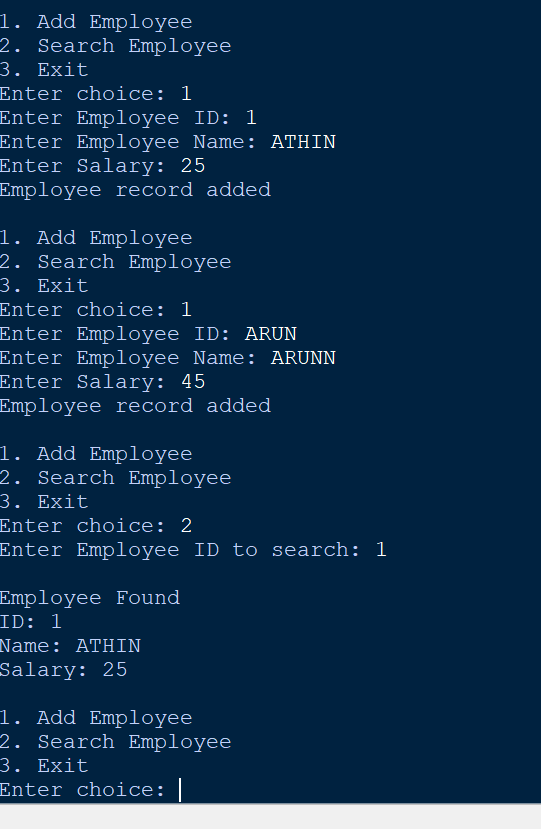 1. Add Employee
2. Search Employee
3. Exit
Enter choice: 1
Enter Employee ID: 1
Enter Employee Name: ATHIN
Enter Salary: 25
Employee record added
1. Add Employee
2. Search Employee
3. Exit
Enter choice: 1
Enter Employee ID: ARUN
Enter Employee Name: ARUNN
Enter Salary: 45
Employee record added
1. Add Employee
2. Search Employee
3. Exit
Enter choice: 2
Enter Employee ID to search: 1
Employee Found
ID: 1
Name: ATHIN
Salary: 25
1. Add Employee
2. Search Employee
3. Exit
Enter choice: